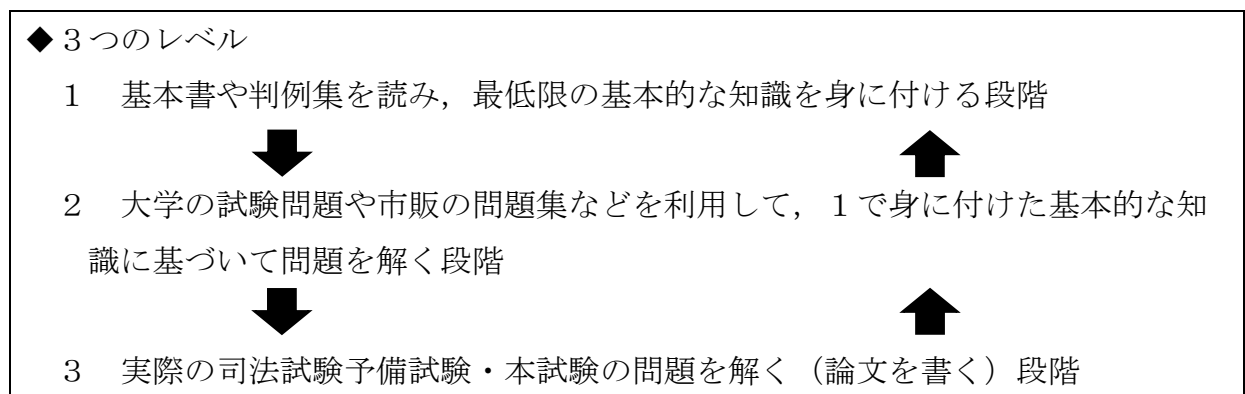 ◆３つのレベル
１　基本書や判例集を読み，最低限の基本的な知識を身に付ける段階
２　大学の試験問題や市販の問題集などを利用して，１で身に付けた基本的な知
識に基づいて問題を解く段階
３　実際の司法試験予備試験・本試験の問題を解く（論文を書く）段階